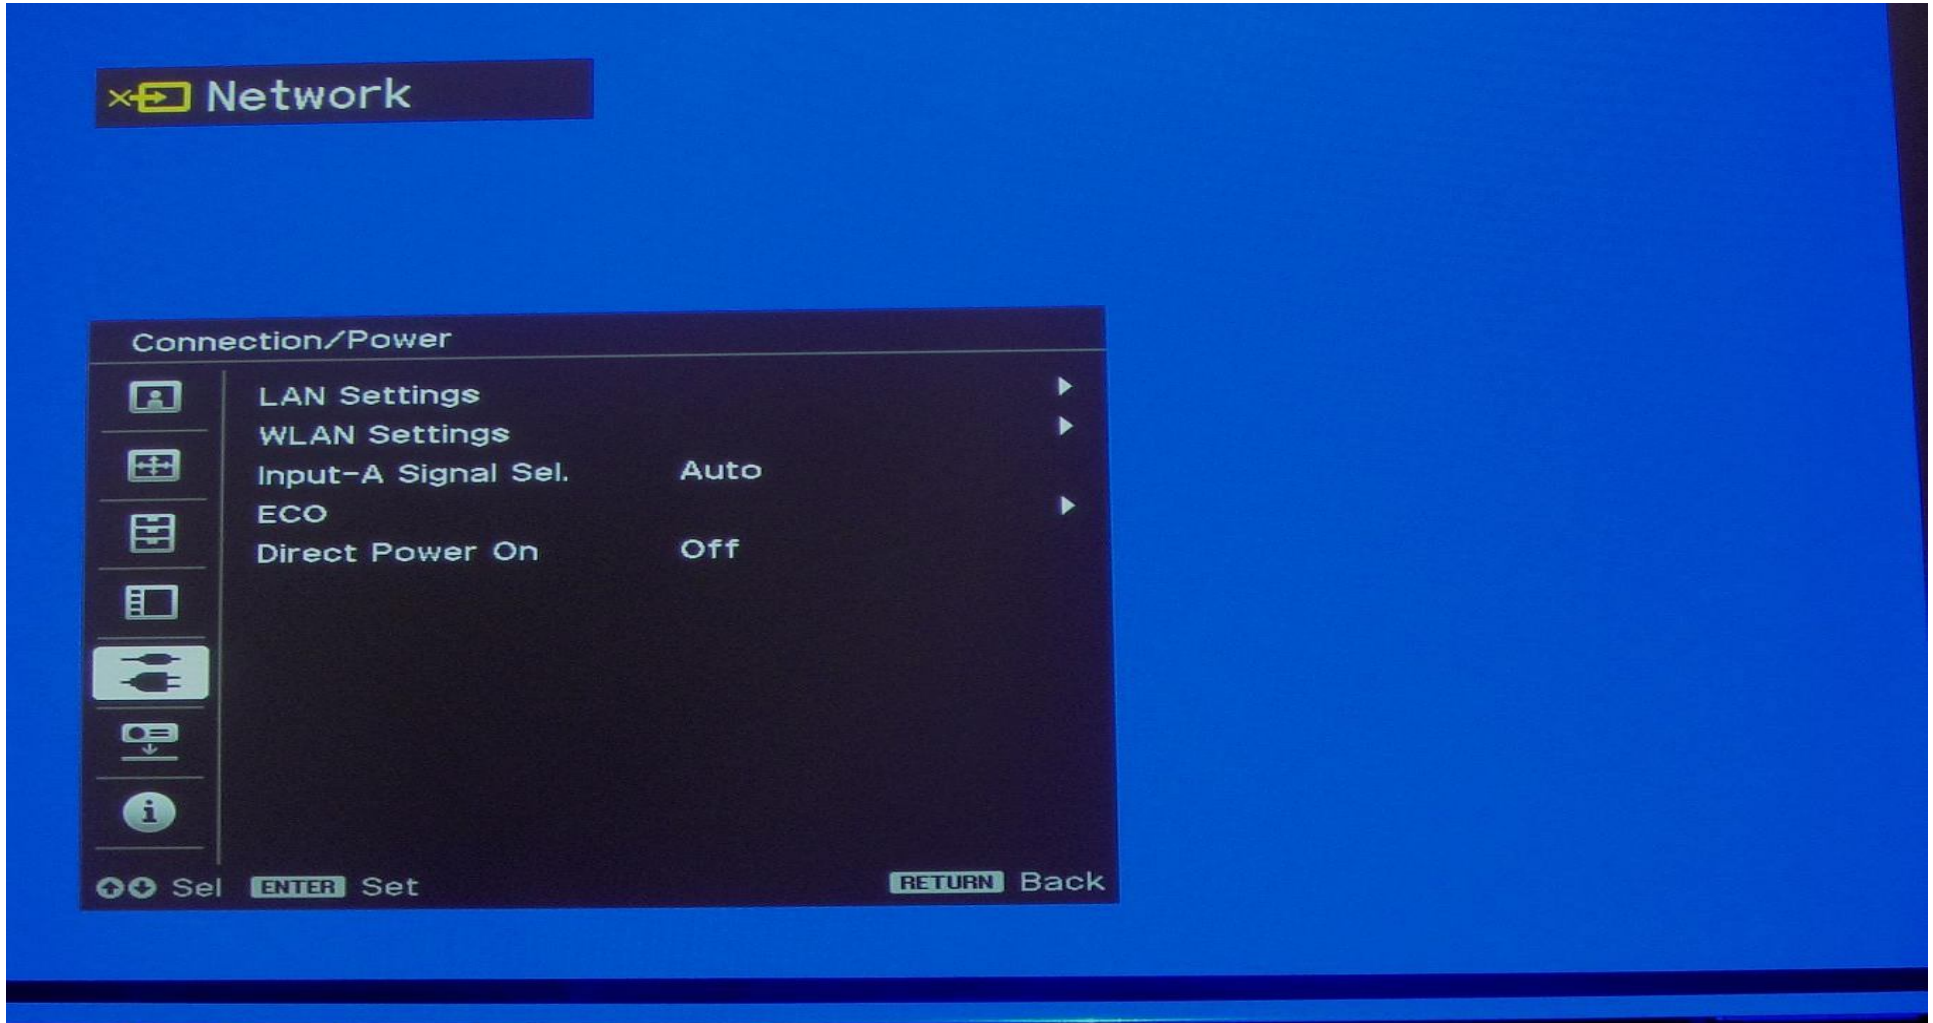 Network
Connection/Power
LAN Settings
WLAN Settings
Input-A Signal Sel. Auto
ECO
Direct Power On Off
Sel ENTER Set RETURN Back